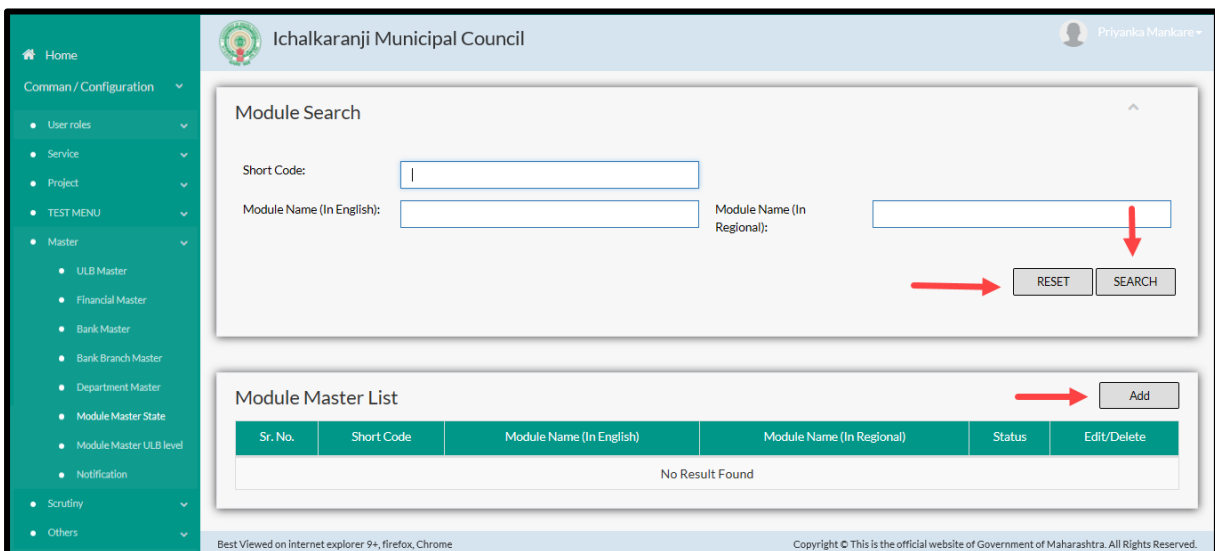 Ichalkaranji Municipal Council
Priyanka Mankare
Home
Comman / Configuration
User roles
Service
Project
TEST MENU
Master
ULB Master
Financial Master
Bank Master
Bank Branch Master
Department Master
Module Master State
Module Master ULB level
Notification
Scrutiny
Others
Module Search
Short Code:
Module Name (In English):
Module Name (In
Regional):
RESET SEARCH
Module Master List
Add
Sr. No. Short Code Module Name (In English) Module Name (In Regional) Status Edit/Delete
No Result Found
Best Viewed on internet explorer 9+, firefox, Chrome
Copyright © This is the official website of Government of Maharashtra. All Rights Reserved.